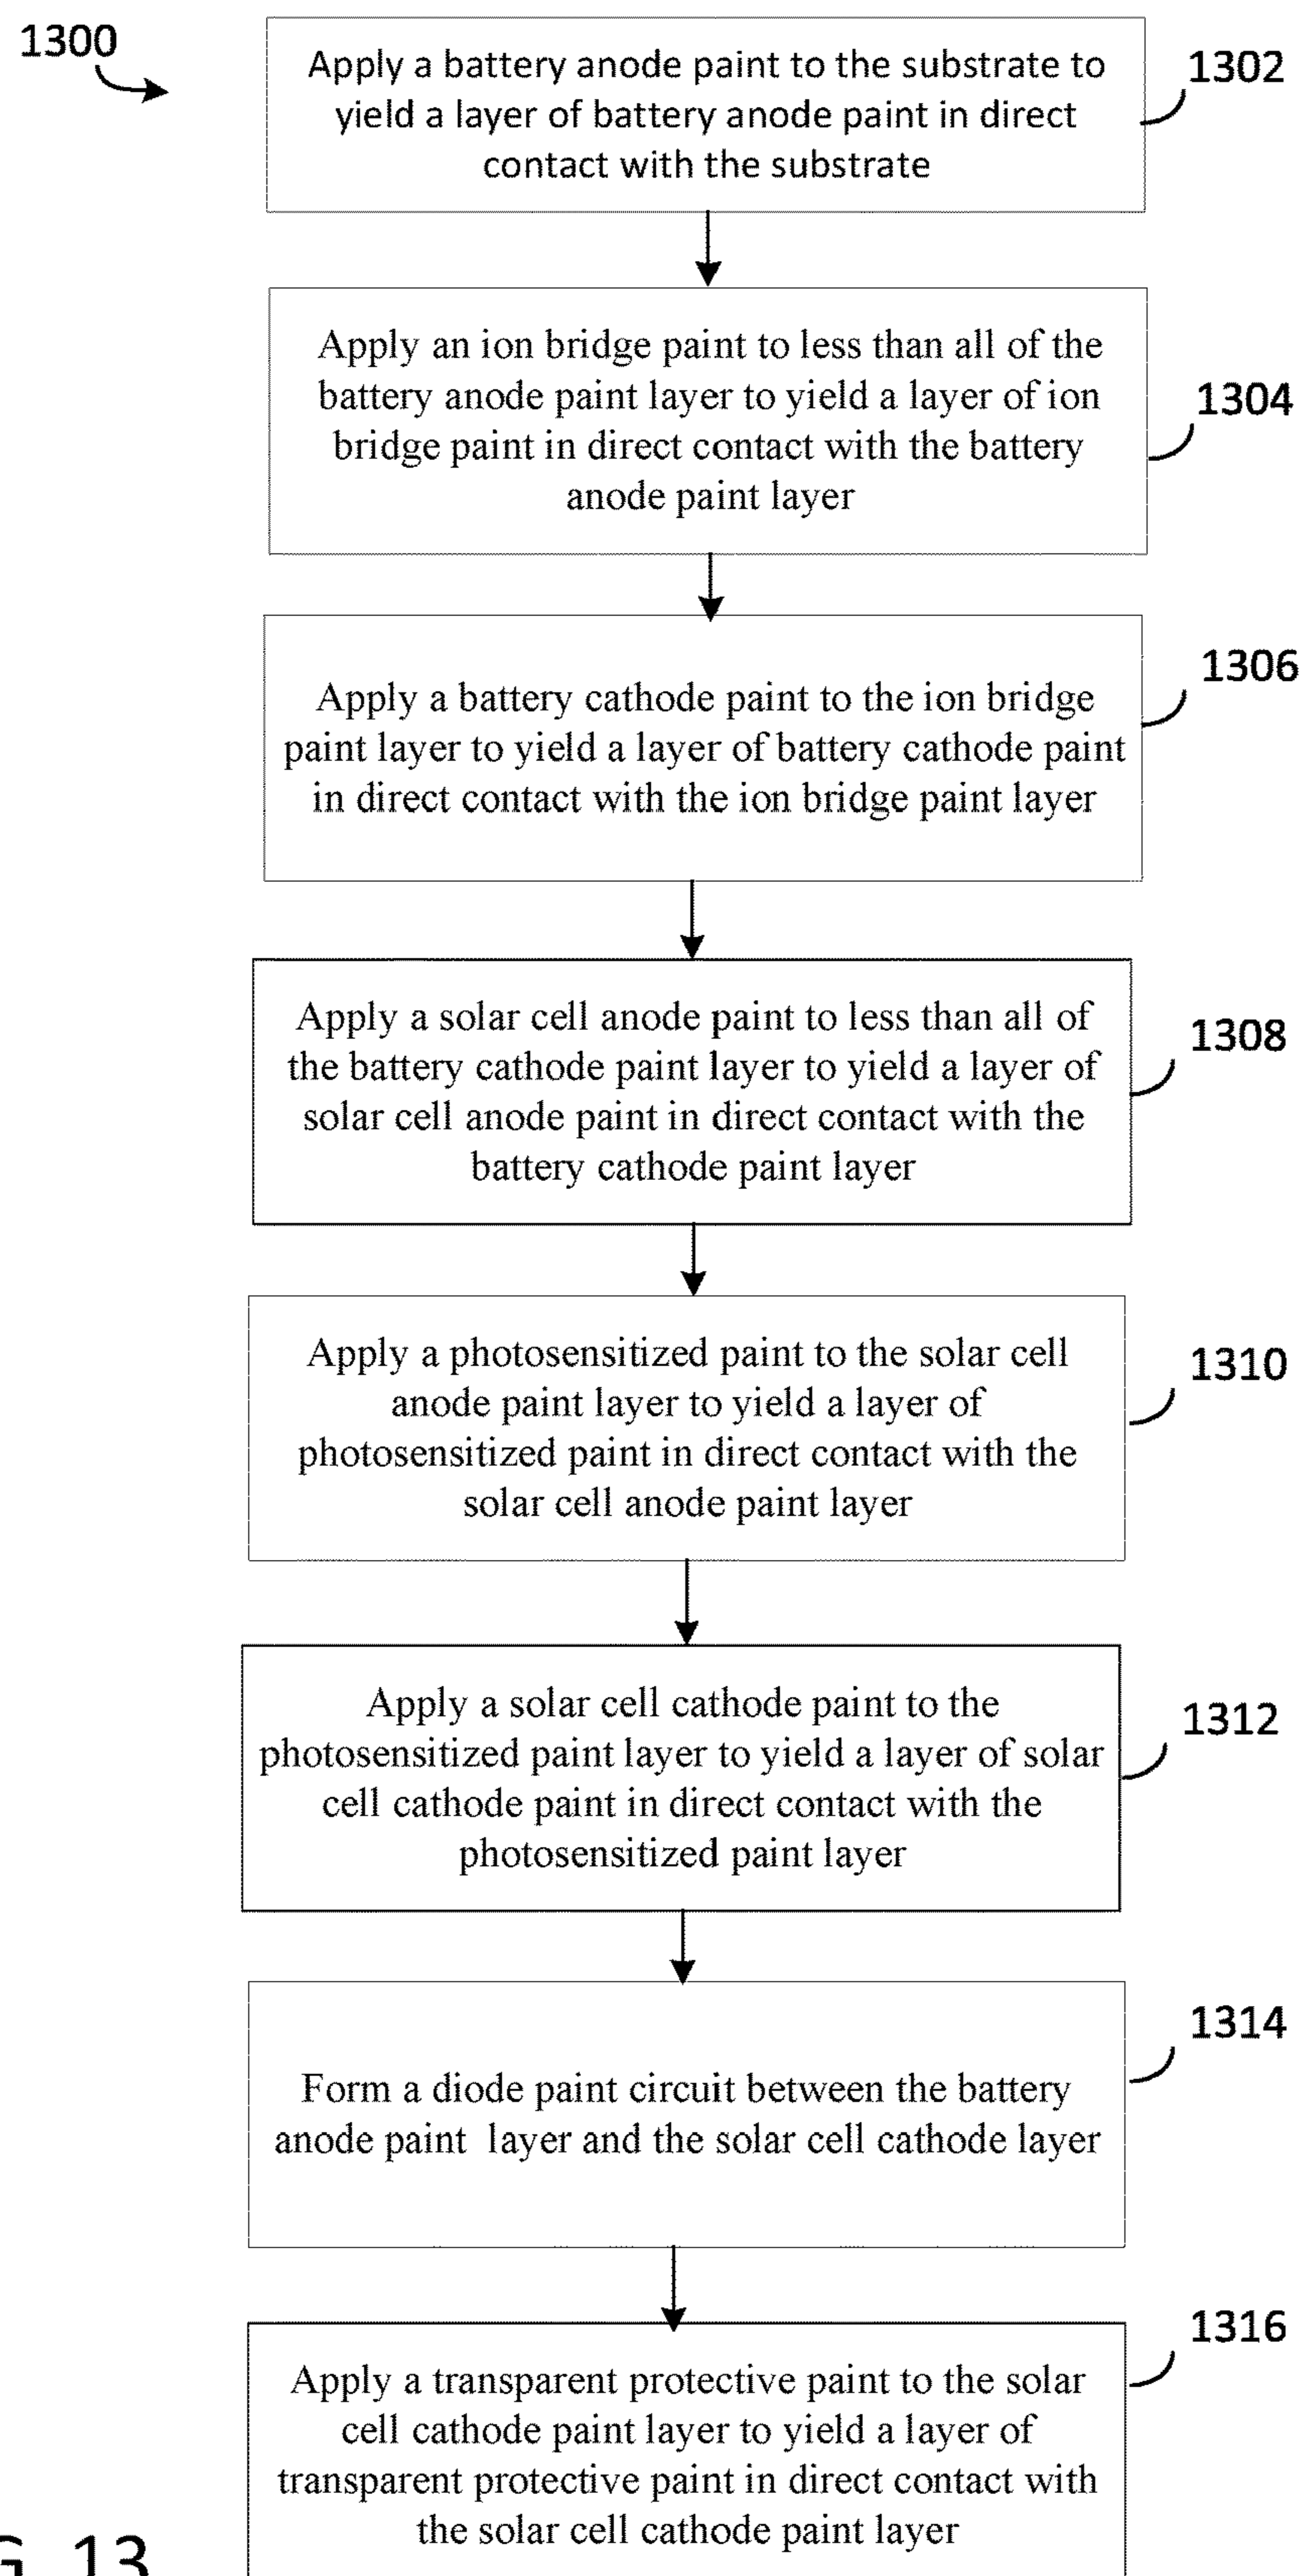 1300
Apply a battery anode paint to the substrate to
yield a layer of battery anode paint in direct
contact with the substrate
1302
Apply an ion bridge paint to less than all of the
battery anode paint layer to yield a layer of ion
bridge paint in direct contact with the battery
anode paint layer
1304
Apply a battery cathode paint to the ion bridge
paint layer to yield a layer of battery cathode paint
in direct contact with the ion bridge paint layer
1306
Apply a solar cell anode paint to less than all of
the battery cathode paint layer to yield a layer of
solar cell anode paint in direct contact with the
battery cathode paint layer
1308
Apply a photosensitized paint to the solar cell
anode paint layer to yield a layer of
photosensitized paint in direct contact with the
solar cell anode paint layer
1310
Apply a solar cell cathode paint to the
photosensitized paint layer to yield a layer of solar
cell cathode paint in direct contact with the
photosensitized paint layer
1312
Form a diode paint circuit between the battery
anode paint layer and the solar cell cathode layer
1314
Apply a transparent protective paint to the solar
cell cathode paint layer to yield a layer of
transparent protective paint in direct contact with
the solar cell cathode paint layer
1316
G. 13